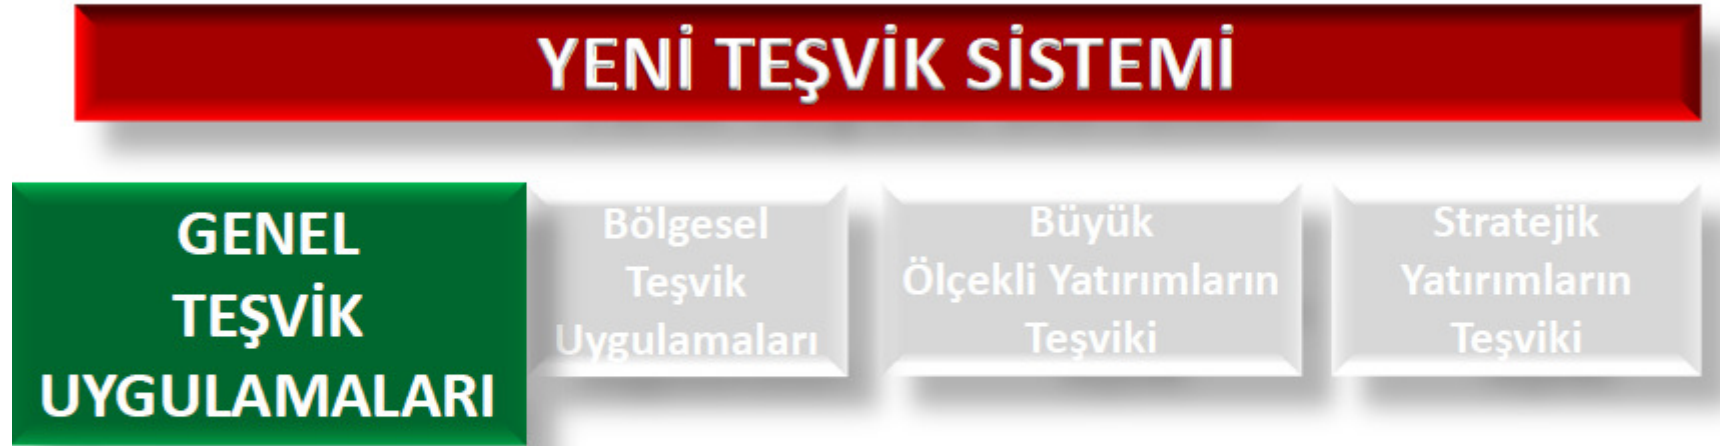 YENİ TEŞVİK SİSTEMİ
GENEL
TEŞVİK
UYGULAMALARI
Bölgesel
Teşvik
Uygulamaları
Büyük
Ölçekli Yatırımların
Teşviki
Stratejik
Yatırımların
Teşviki